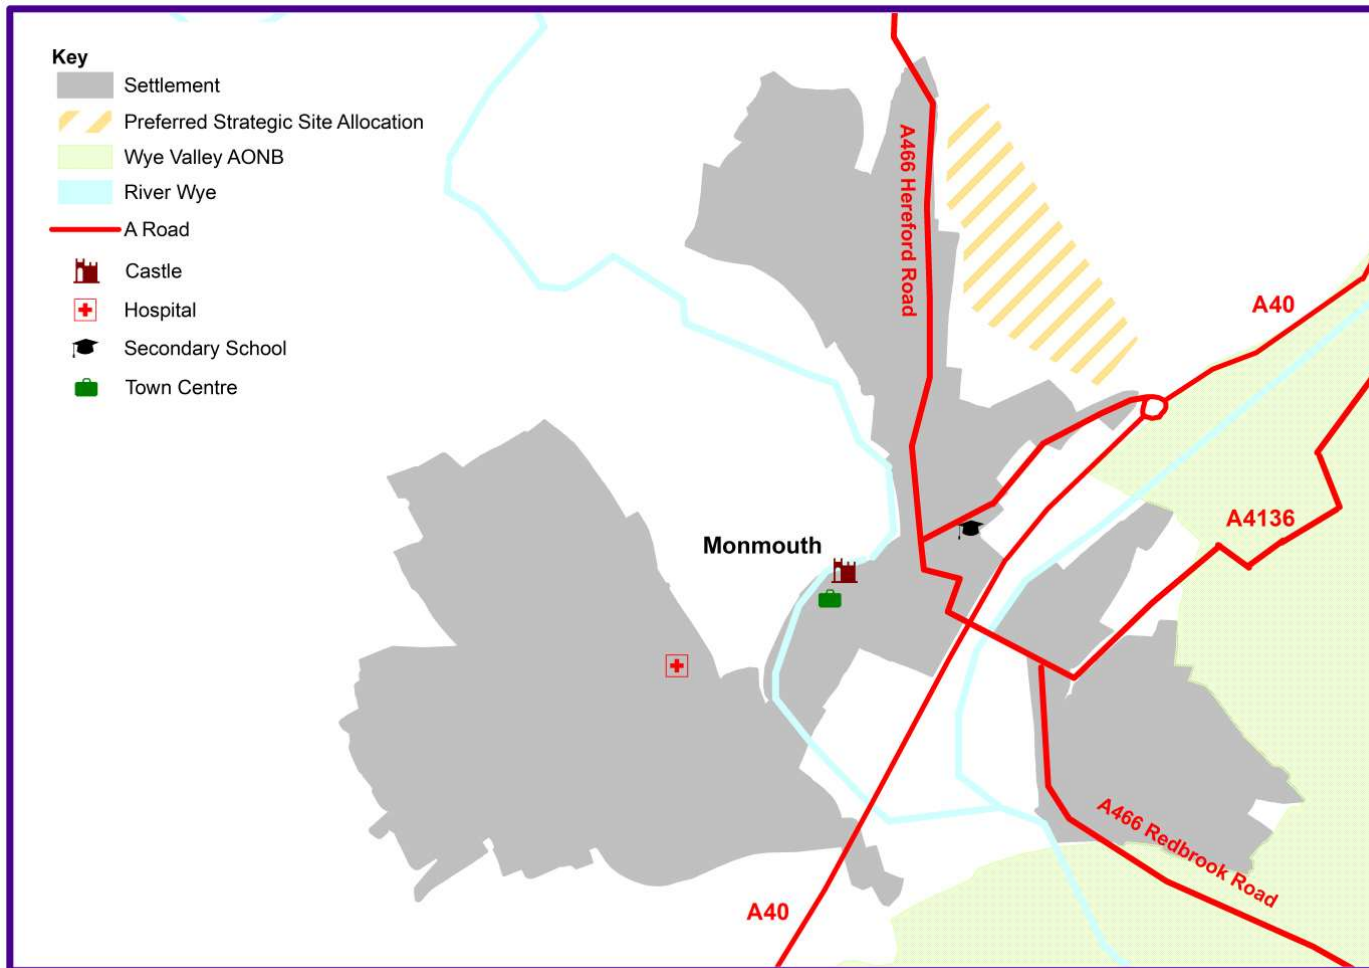 Key
Settlement
Preferred Strategic Site Allocation
Wye Valley AONB
River Wye
A Road
Castle
Hospital
Secondary School
Town Centre
A466 Hereford Road
A40
A4136
Monmouth
A466 Redbrook Road
A40